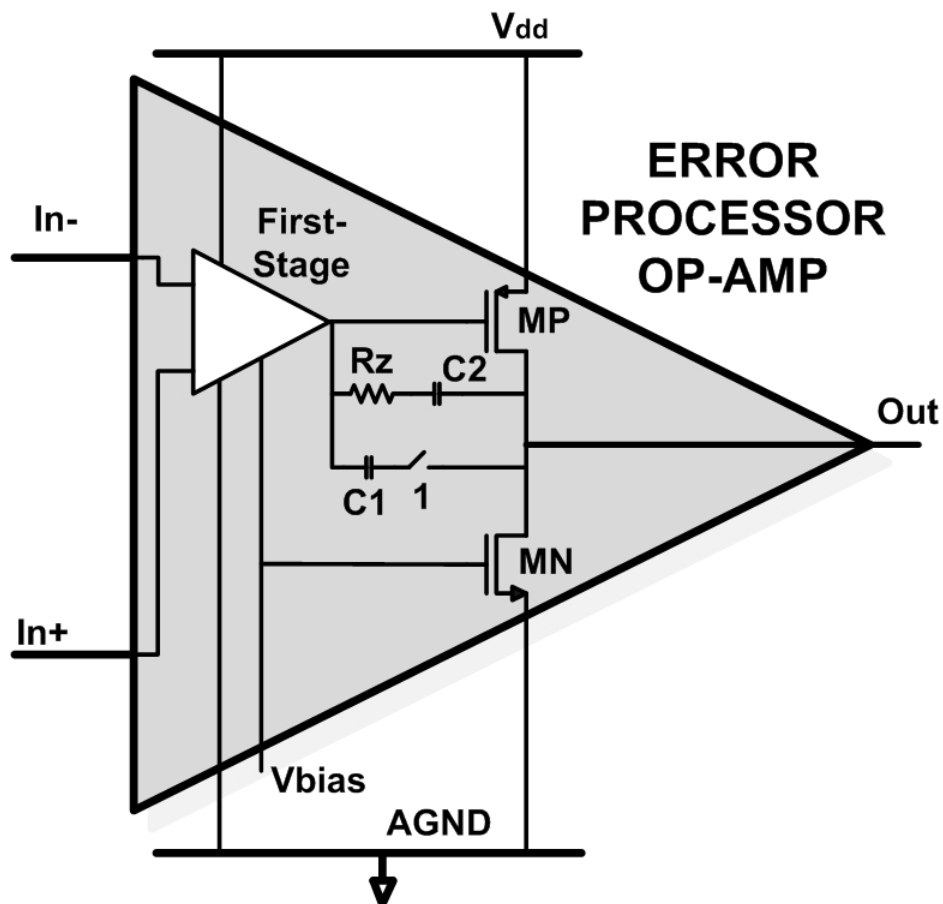 Vdd
ERROR
PROCESSOR
OP-AMP
In-
First-
Stage
MP
Rz
C2
Out
C1
1
MN
In+
Vbias
AGND